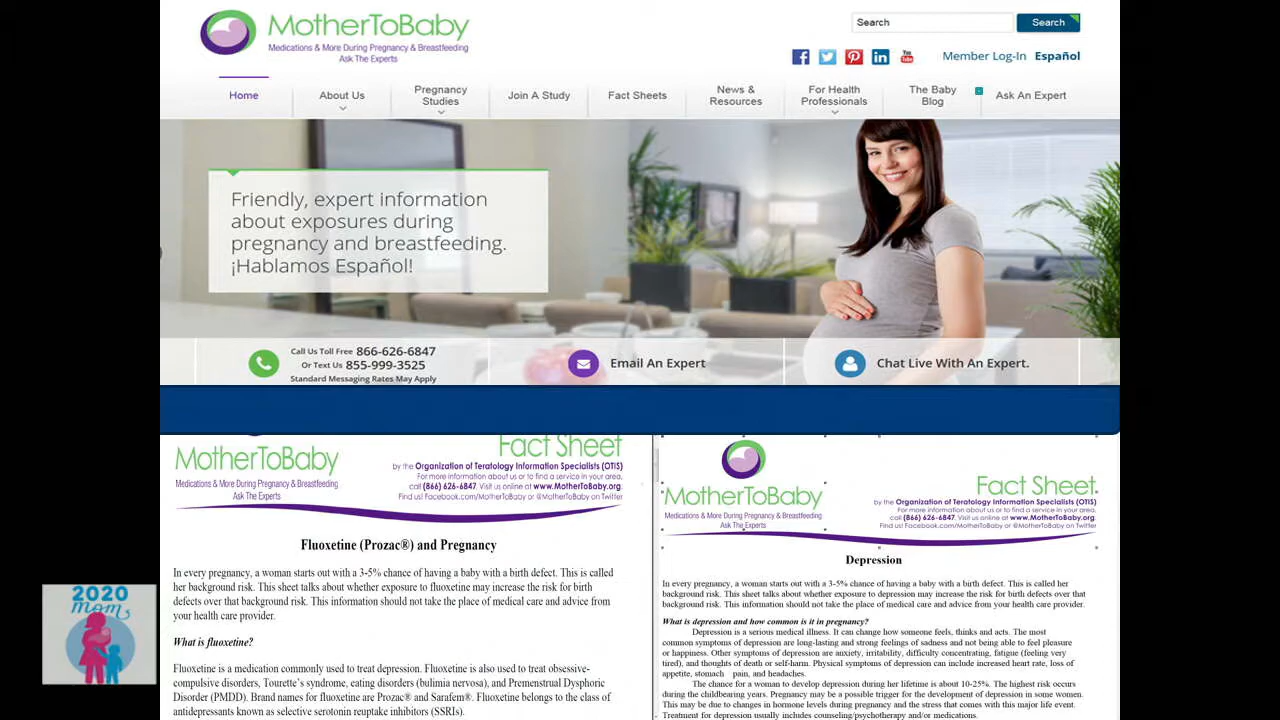 MotherToBaby
Medications & More During Pregnancy & Breastfeeding
Ask The Experts
Search
Search
You
Tube
Member Log-In Español
Home
About Us
Pregnancy
Studies
Join A Study
Fact Sheets
News &
Resources
For Health
Professionals
The Baby
Blog
Ask An Expert
Friendly, expert information
about exposures during
pregnancy and breastfeeding.
¡Hablamos Español!
Call Us Toll Free 866-626-6847
Or Text Us 855-999-3525
Standard Messaging Rates May Apply
Email An Expert
Chat Live With An Expert.
MotherToBaby
Medications & More During Pregnancy & Breastfeeding
Ask The Experts
Fact Sheet
by the Organization of Teratology Information Specialists (OTIS)
For more information about us or to find a service in your area,
call (866) 626-6847. Visit us online at www.MotherToBaby.org.
Find us! Facebook.com/MotherToBaby or @MotherToBaby on Twitter
Fluoxetine (Prozac®) and Pregnancy
In every pregnancy, a woman starts out with a 3-5% chance of having a baby with a birth defect. This is called
her background risk. This sheet talks about whether exposure to fluoxetine may increase the risk for birth
defects over that background risk. This information should not take the place of medical care and advice from
your health care provider.
What is fluoxetine?
Fluoxetine is a medication commonly used to treat depression. Fluoxetine is also used to treat obsessive-
compulsive disorders, Tourette's syndrome, eating disorders (bulimia nervosa), and Premenstrual Dysphoric
Disorder (PMDD). Brand names for fluoxetine are Prozac® and Sarafem®. Fluoxetine belongs to the class of
antidepressants known as selective serotonin reuptake inhibitors (SSRIs).
MotherToBaby
Medications & More During Pregnancy & Breastfeeding
Ask The Experts
Fact Sheet
by the Organization of Teratology Information Specialists (OTIS)
For more information about us or to find a service in your area,
call (866) 626-6847. Visit us online at www.MotherToBaby.org.
Find us! Facebook.com/MotherToBaby or @MotherToBaby on Twitter
Depression
In every pregnancy, a woman starts out with a 3-5% chance of having a baby with a birth defect. This is called her
background risk. This sheet talks about whether exposure to depression may increase the risk for birth defects over that
background risk. This information should not take the place of medical care and advice from your health care provider.
What is depression and how common is it in pregnancy?
Depression is a serious medical illness. It can change how someone feels, thinks and acts. The most
common symptoms of depression are long-lasting and strong feelings of sadness and not being able to feel pleasure
or happiness. Other symptoms of depression are anxiety, irritability, difficulty concentrating, fatigue (feeling very
tired), and thoughts of death or self-harm. Physical symptoms of depression can include increased heart rate, loss of
appetite, stomach pain, and headaches.
The chance for a woman to develop depression during her lifetime is about 10-25%. The highest risk occurs
during the childbearing years. Pregnancy may be a possible trigger for the development of depression in some women.
This may be due to changes in hormone levels during pregnancy and the stress that comes with this major life event.
Treatment for depression usually includes counseling/psychotherapy and/or medications.
2020
mom